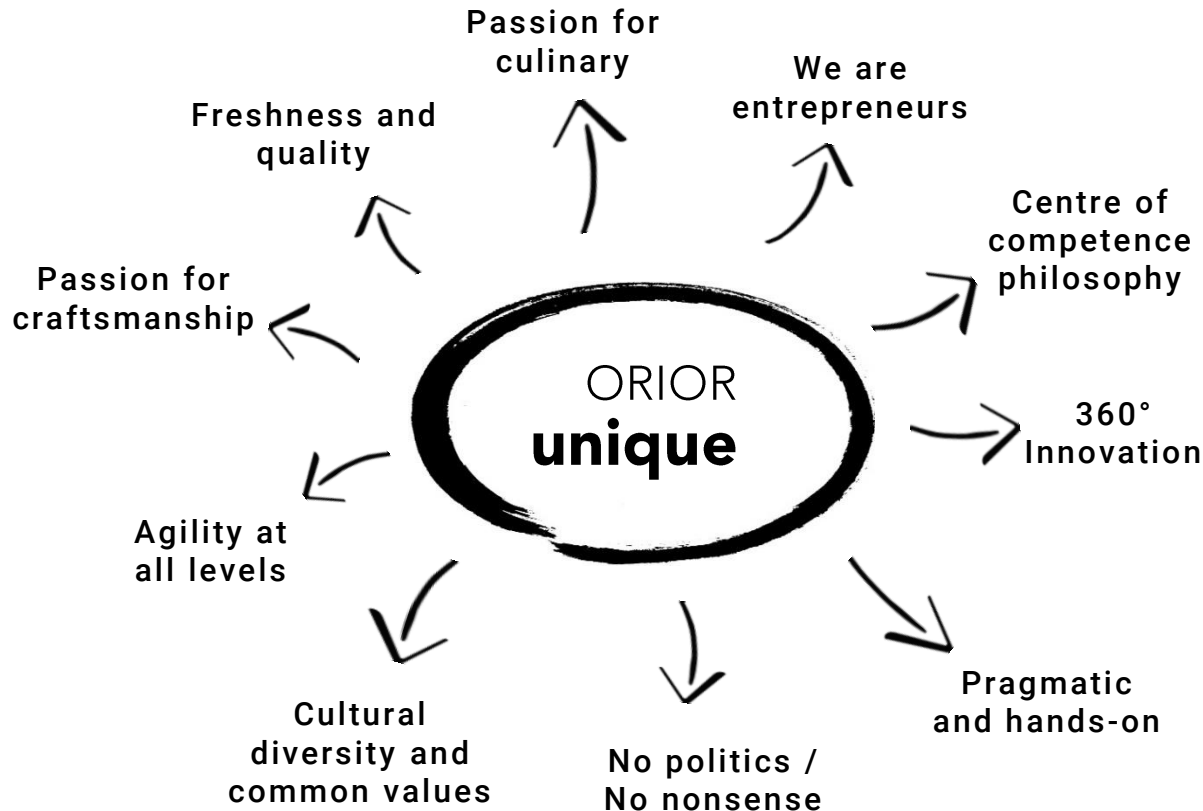 Passion for
culinary
We are
entrepreneurs
Freshness and
quality
Centre of
competence
philosophy
Passion for
craftsmanship
ORIOR
unique
360°
Innovation
Agility at
all levels
Pragmatic
and hands-on
Cultural
diversity and
common values
No politics /
No nonsense